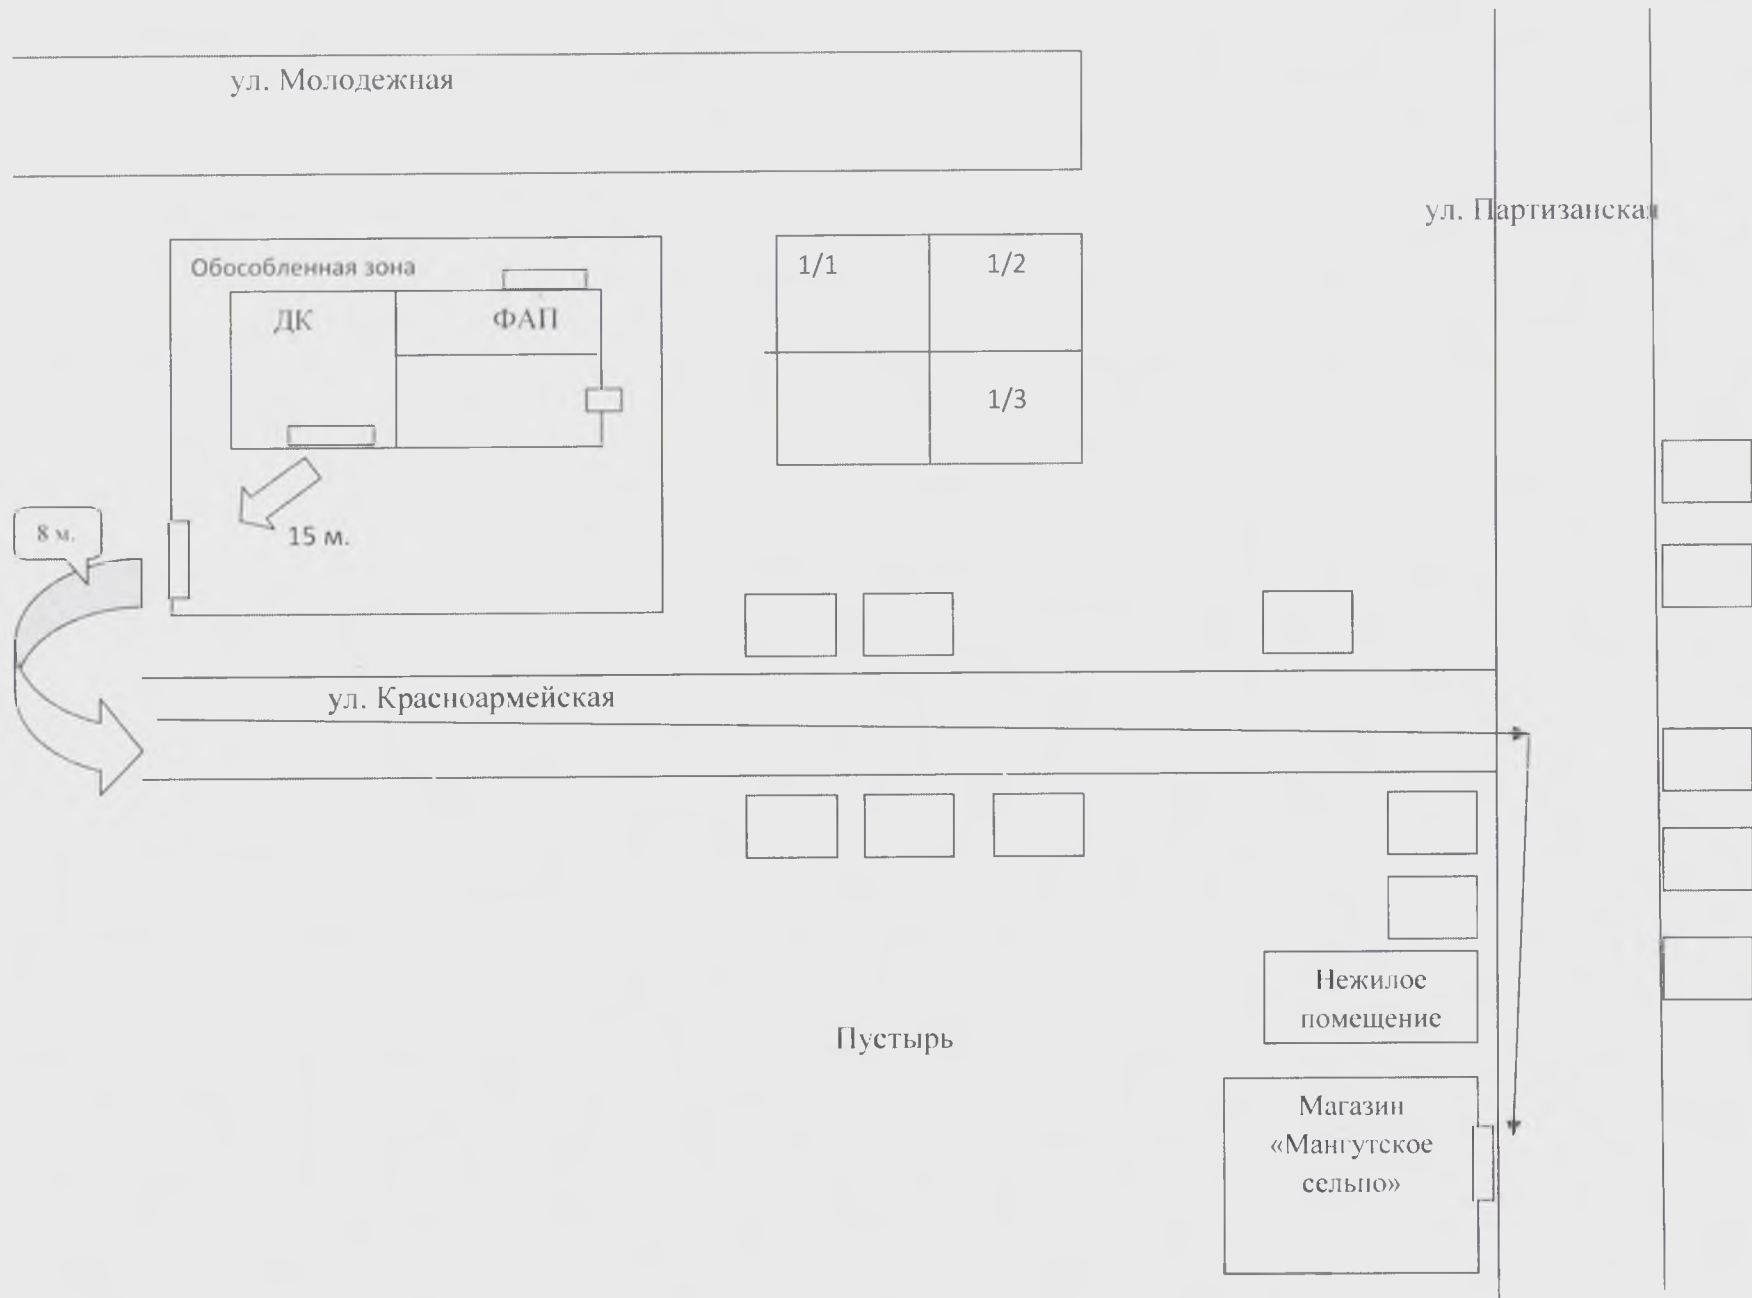 ул. Молодежная
ул. Партизанская
Обособленная зона
ДК
ФАП
1/1
1/2
1/3
8 м.
15 м.
ул. Красноармейская
Нежилое
помещение
Пустырь
Магазин
«Мангутское
сельпо»